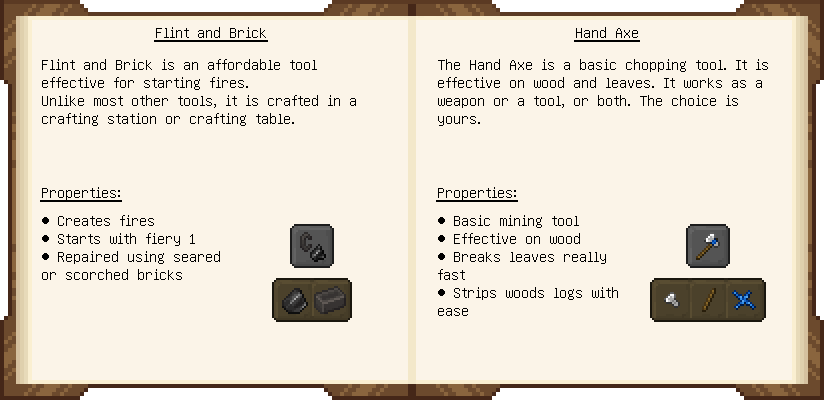 Flint and Brick
Flint and Brick is an affordable tool
effective for starting fires.
Unlike most other tools, it is crafted in a
crafting station or crafting table.
Properties:
• Creates fires
• Starts with fiery 1
• Repaired using seared
or scorched bricks
Hand Axe
The Hand Axe is a basic chopping tool. It is
effective on wood and leaves. It works as a
weapon or a tool, or both. The choice is
yours.
Properties:
• Basic mining tool
• Effective on wood
• Breaks leaves really
fast
• Strips woods logs with
ease